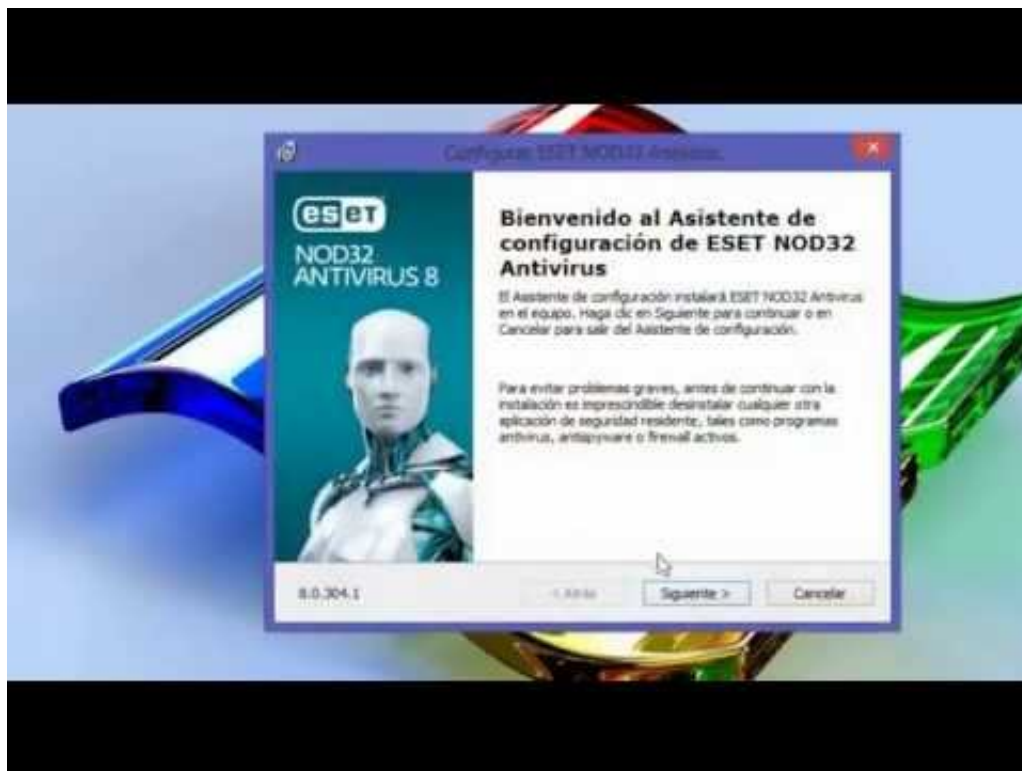 Configurar ESET NOD32 Antivirus
eset
NOD32
ANTIVIRUS 8
Bienvenido al Asistente de
configuración de ESET NOD32
Antivirus
El Asistente de configuración instalará ESET NOD32 Antivirus
en el equipo. Haga clic en Siguiente para continuar o en
Cancelar para salir del Asistente de configuración.
Para evitar problemas graves, antes de continuar con la
instalación es imprescindible desinstalar cualquier otra
aplicación de seguridad residente, tales como programas
antivirus, antispyware o firewall activos.
8.0.304.1
< Atrás
Siguiente >
Cancelar